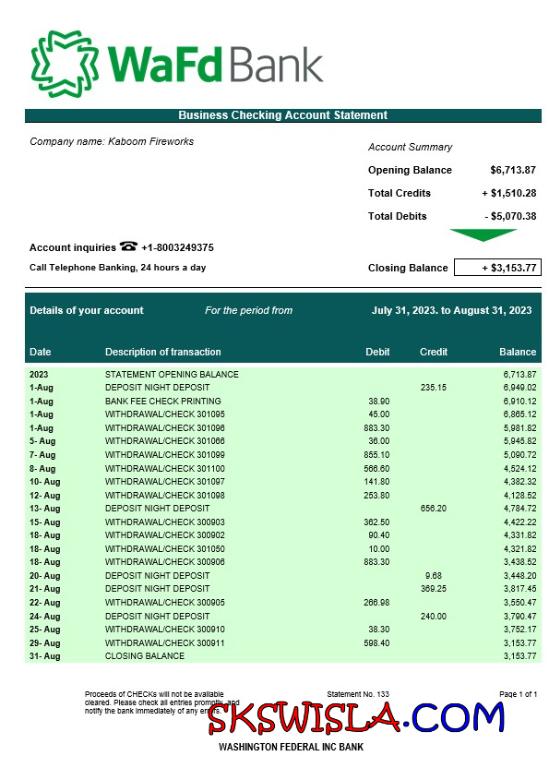 WaFd Bank
Business Checking Account Statement
Company name: Kaboom Fireworks
Account Summary
Opening Balance $6,713.87
Total Credits + $1,510.28
Total Debits - $5,070.38
Account inquiries ☎ +1-8003249375
Call Telephone Banking, 24 hours a day
Closing Balance + $3,153.77
Details of your account For the period from July 31, 2023. to August 31, 2023
Date Description of transaction Debit Credit Balance
2023 STATEMENT OPENING BALANCE 6,713.87
1-Aug DEPOSIT NIGHT DEPOSIT 235.15 6,949.02
1-Aug BANK FEE CHECK PRINTING 38.90 6,910.12
1-Aug WITHDRAWAL/CHECK 301095 45.00 6,865.12
1-Aug WITHDRAWAL/CHECK 301096 883.30 5,981.82
5- Aug WITHDRAWAL/CHECK 301066 36.00 5,945.82
7- Aug WITHDRAWAL/CHECK 301099 855.10 5,090.72
8- Aug WITHDRAWAL/CHECK 301100 566.60 4,524.12
10- Aug WITHDRAWAL/CHECK 301097 141.80 4,382.32
12- Aug WITHDRAWAL/CHECK 301098 253.80 4,128.52
13- Aug DEPOSIT NIGHT DEPOSIT 656.20 4,784.72
15- Aug WITHDRAWAL/CHECK 300903 362.50 4,422.22
18- Aug WITHDRAWAL/CHECK 300902 90.40 4,331.82
18- Aug WITHDRAWAL/CHECK 301050 10.00 4,321.82
18- Aug WITHDRAWAL/CHECK 300906 883.30 3,438.52
20- Aug DEPOSIT NIGHT DEPOSIT 9.68 3,448.20
21- Aug DEPOSIT NIGHT DEPOSIT 369.25 3,817.45
22- Aug WITHDRAWAL/CHECK 300905 266.98 3,550.47
24- Aug DEPOSIT NIGHT DEPOSIT 240.00 3,790.47
25- Aug WITHDRAWAL/CHECK 300910 38.30 3,752.17
29- Aug WITHDRAWAL/CHECK 300911 598.40 3,153.77
31- Aug CLOSING BALANCE 3,153.77
Proceeds of CHECKs will not be available Statement No. 133 Page 1 of 1
cleared. Please check all entries promptly, and
notify the bank immediately of any errors.
SKSWISLA.COM
WASHINGTON FEDERAL INC BANK